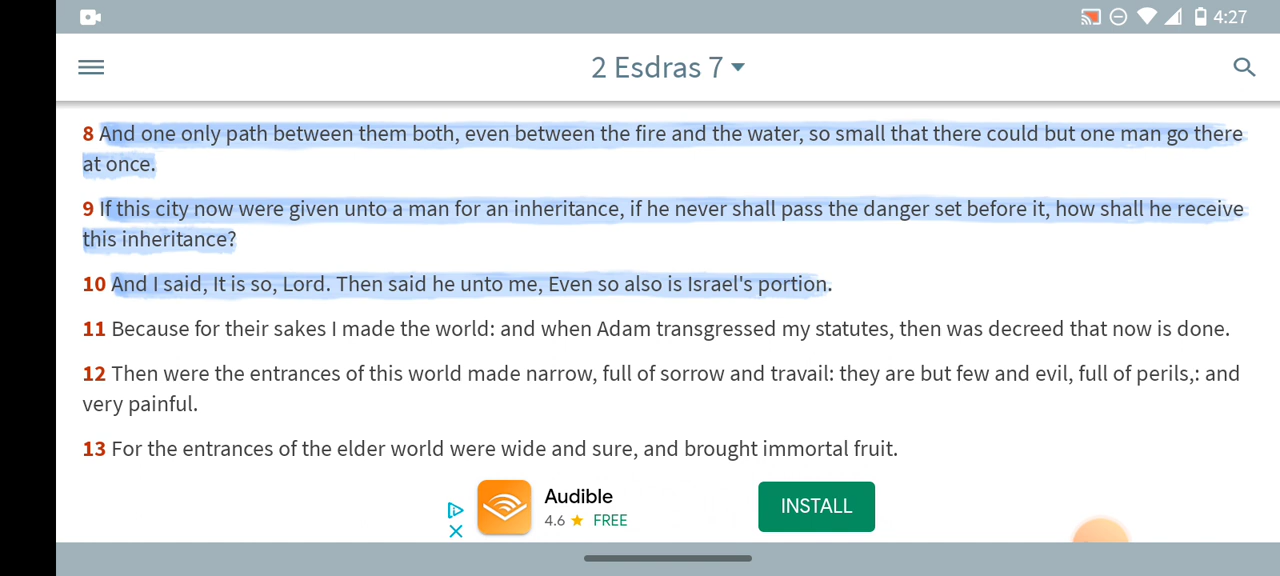 4:27
2 Esdras 7
8 And one only path between them both, even between the fire and the water, so small that there could but one man go there
at once.
9 If this city now were given unto a man for an inheritance, if he never shall pass the danger set before it, how shall he receive
this inheritance?
10 And I said, It is so, Lord. Then said he unto me, Even so also is Israel's portion.
11 Because for their sakes I made the world: and when Adam transgressed my statutes, then was decreed that now is done.
12 Then were the entrances of this world made narrow, full of sorrow and travail: they are but few and evil, full of perils,: and
very painful.
13 For the entrances of the elder world were wide and sure, and brought immortal fruit.
Audible
4.6 ★ FREE
INSTALL